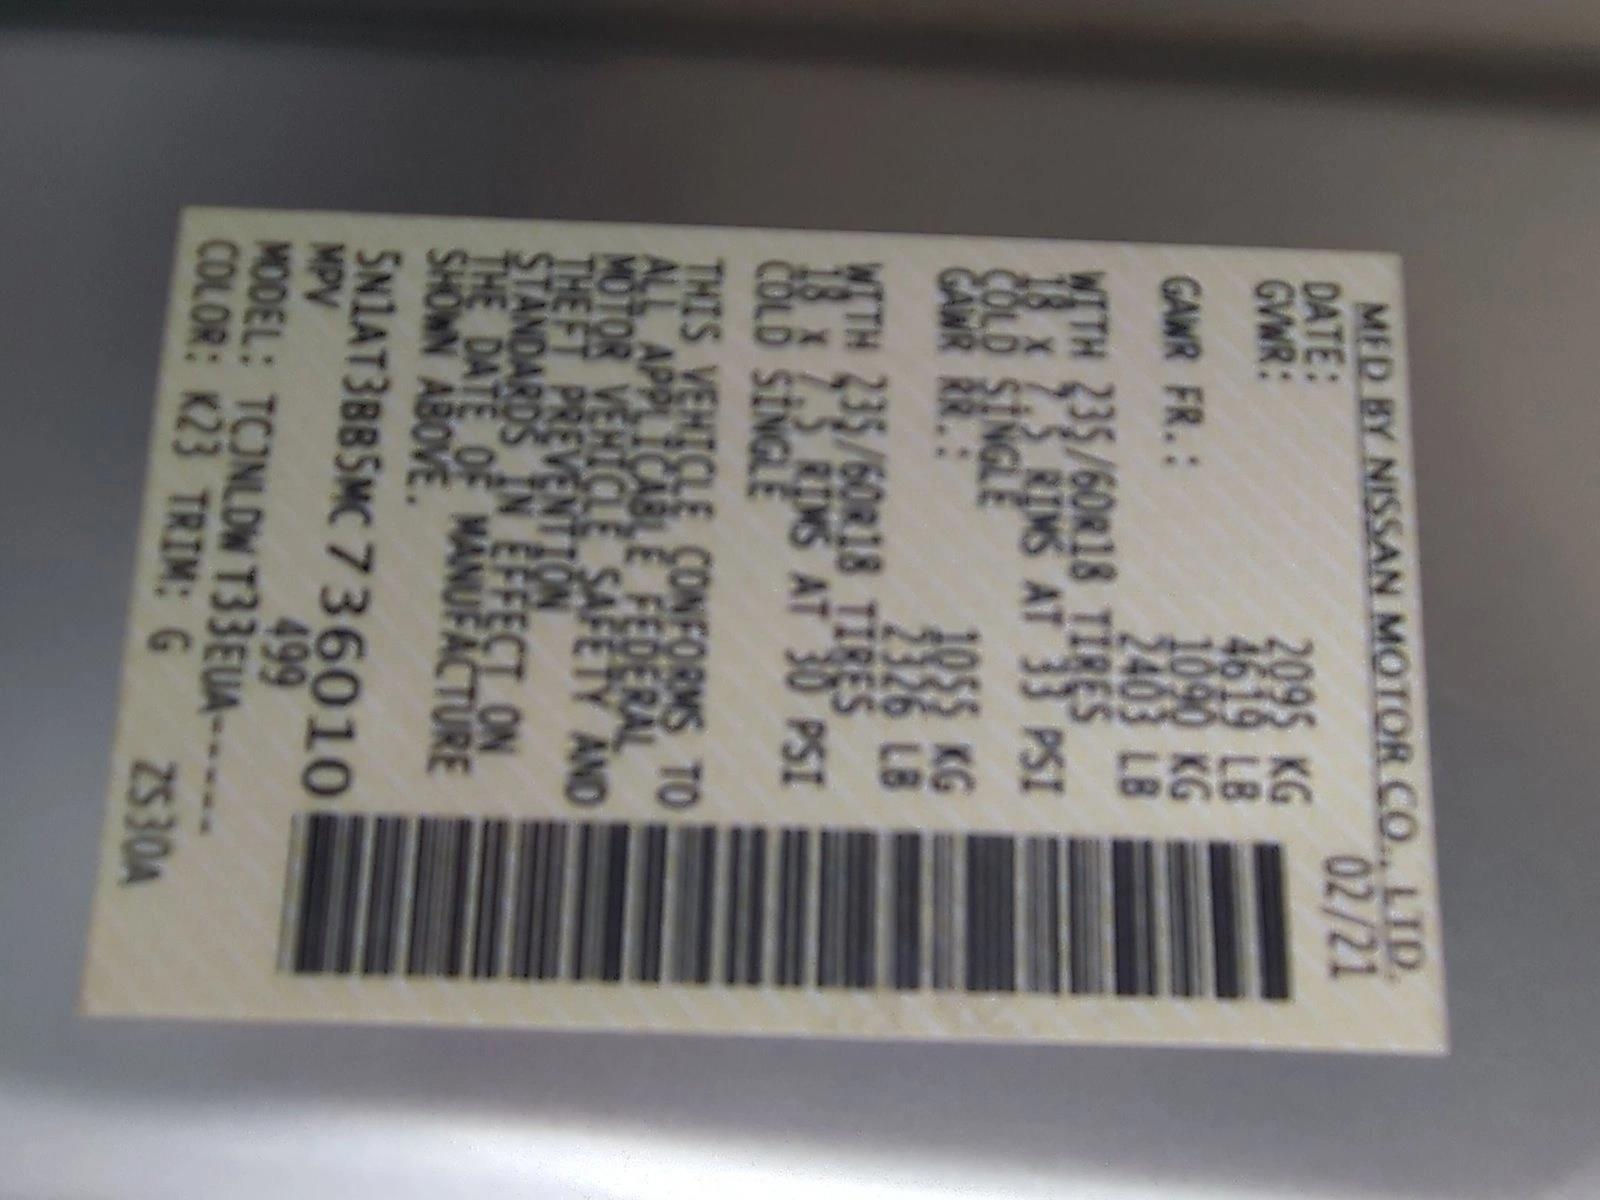 MFD BY NISSAN MOTOR CO., LTD.
DATE: 02/21
GVWR: 2095 KG
4619 LB
GAWR FR.: 1090 KG
2403 LB
WITH 235/60R18 TIRES
18 x 7.5 RIMS AT 33 PSI
COLD SINGLE
GAWR RR.: 1055 KG
2326 LB
WITH 235/60R18 TIRES
18 x 7.5 RIMS AT 30 PSI
COLD SINGLE
THIS VEHICLE CONFORMS TO
ALL APPLICABLE FEDERAL
MOTOR VEHICLE SAFETY AND
THEFT PREVENTION
STANDARDS IN EFFECT ON
THE DATE OF MANUFACTURE
SHOWN ABOVE.
5N1AT3BB5MC736010
MPV 499
MODEL: TCJNLDWT33EUA-----
COLOR: K23 TRIM: G ZS30A